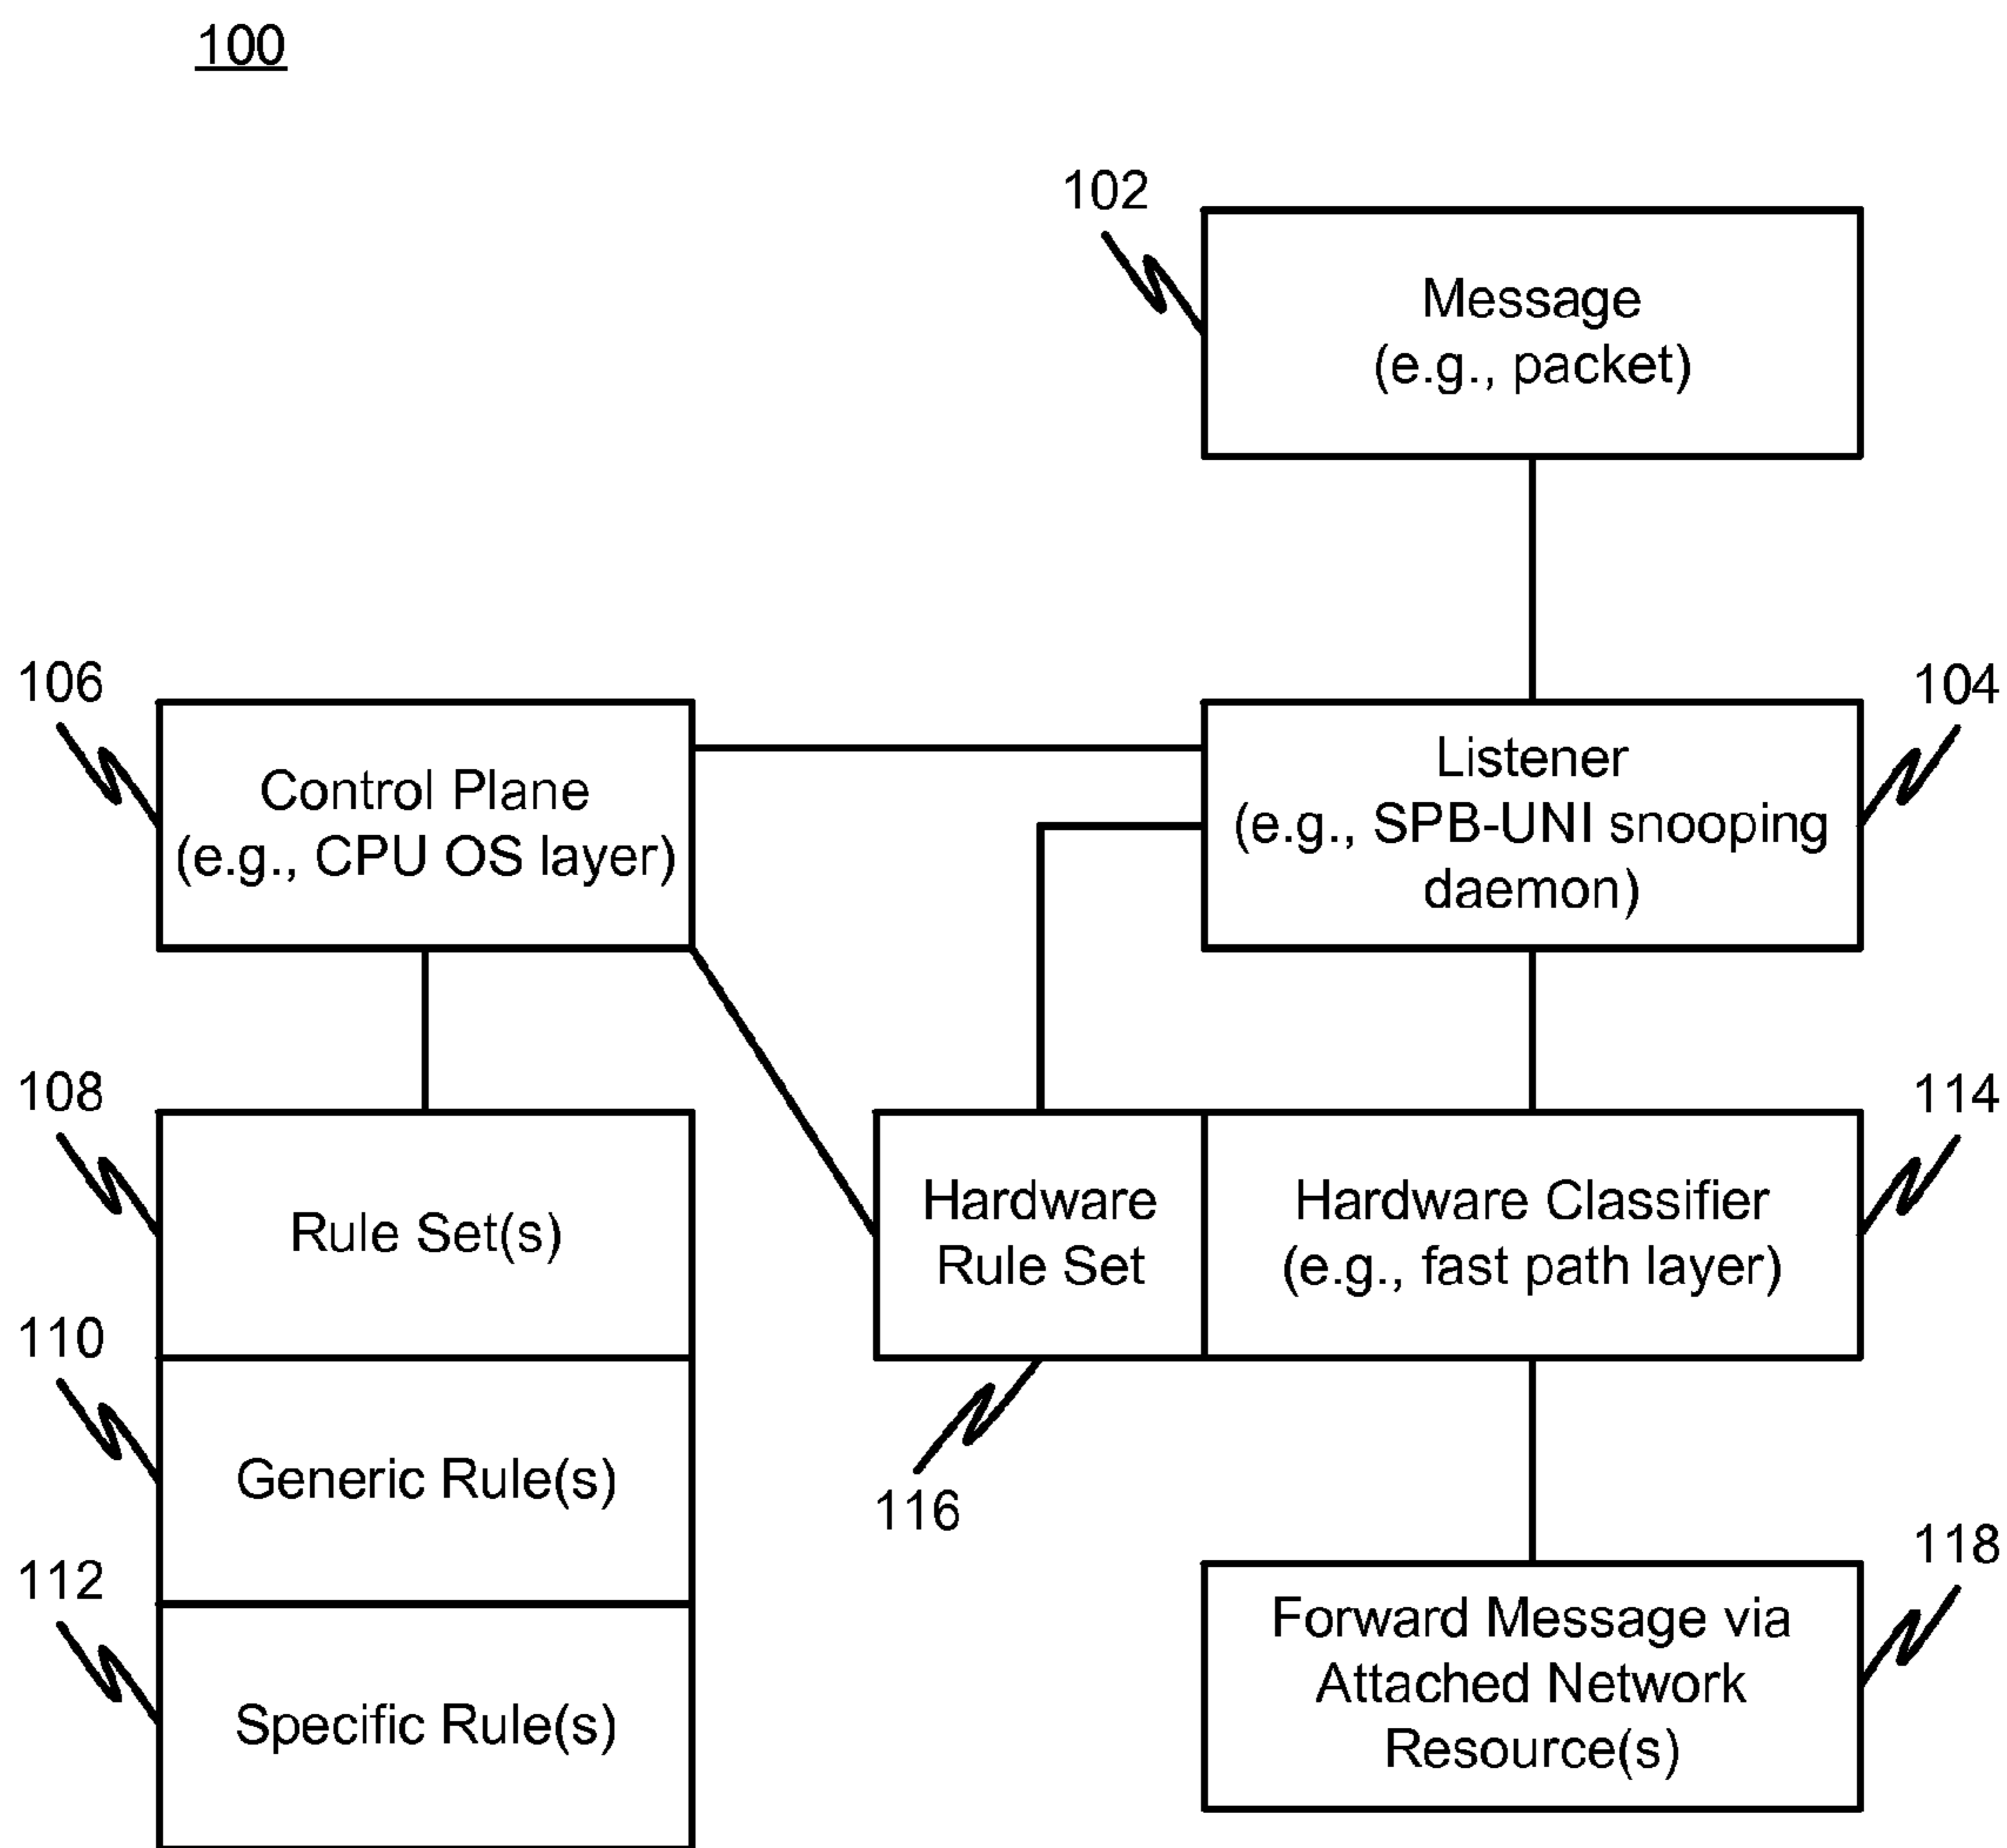 100
102
Message
(e.g., packet)
106
Control Plane
(e.g., CPU OS layer)
104
Listener
(e.g., SPB-UNI snooping
daemon)
108
Rule Set(s)
110
Generic Rule(s)
112
Specific Rule(s)
Hardware
Rule Set
116
114
Hardware Classifier
(e.g., fast path layer)
118
Forward Message via
Attached Network
Resource(s)